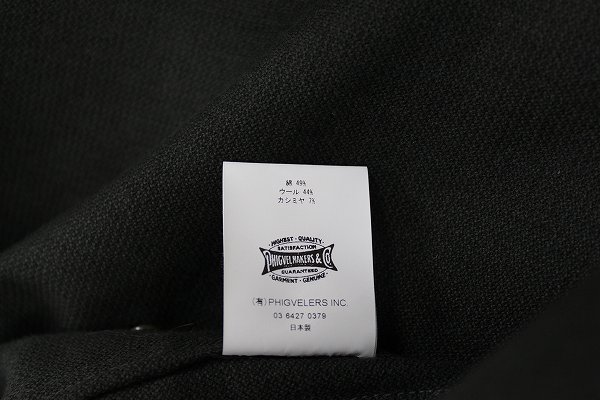 綿 49%
ウール 44%
カシミヤ 7%
・HIGHEST・QUALITY・
SATISFACTION
PHIGVEL MAKERS & Co
GUARANTEED
・GARMENT・GENUINE・
(有)PHIGVELERS INC.
03 6427 0379
日本製